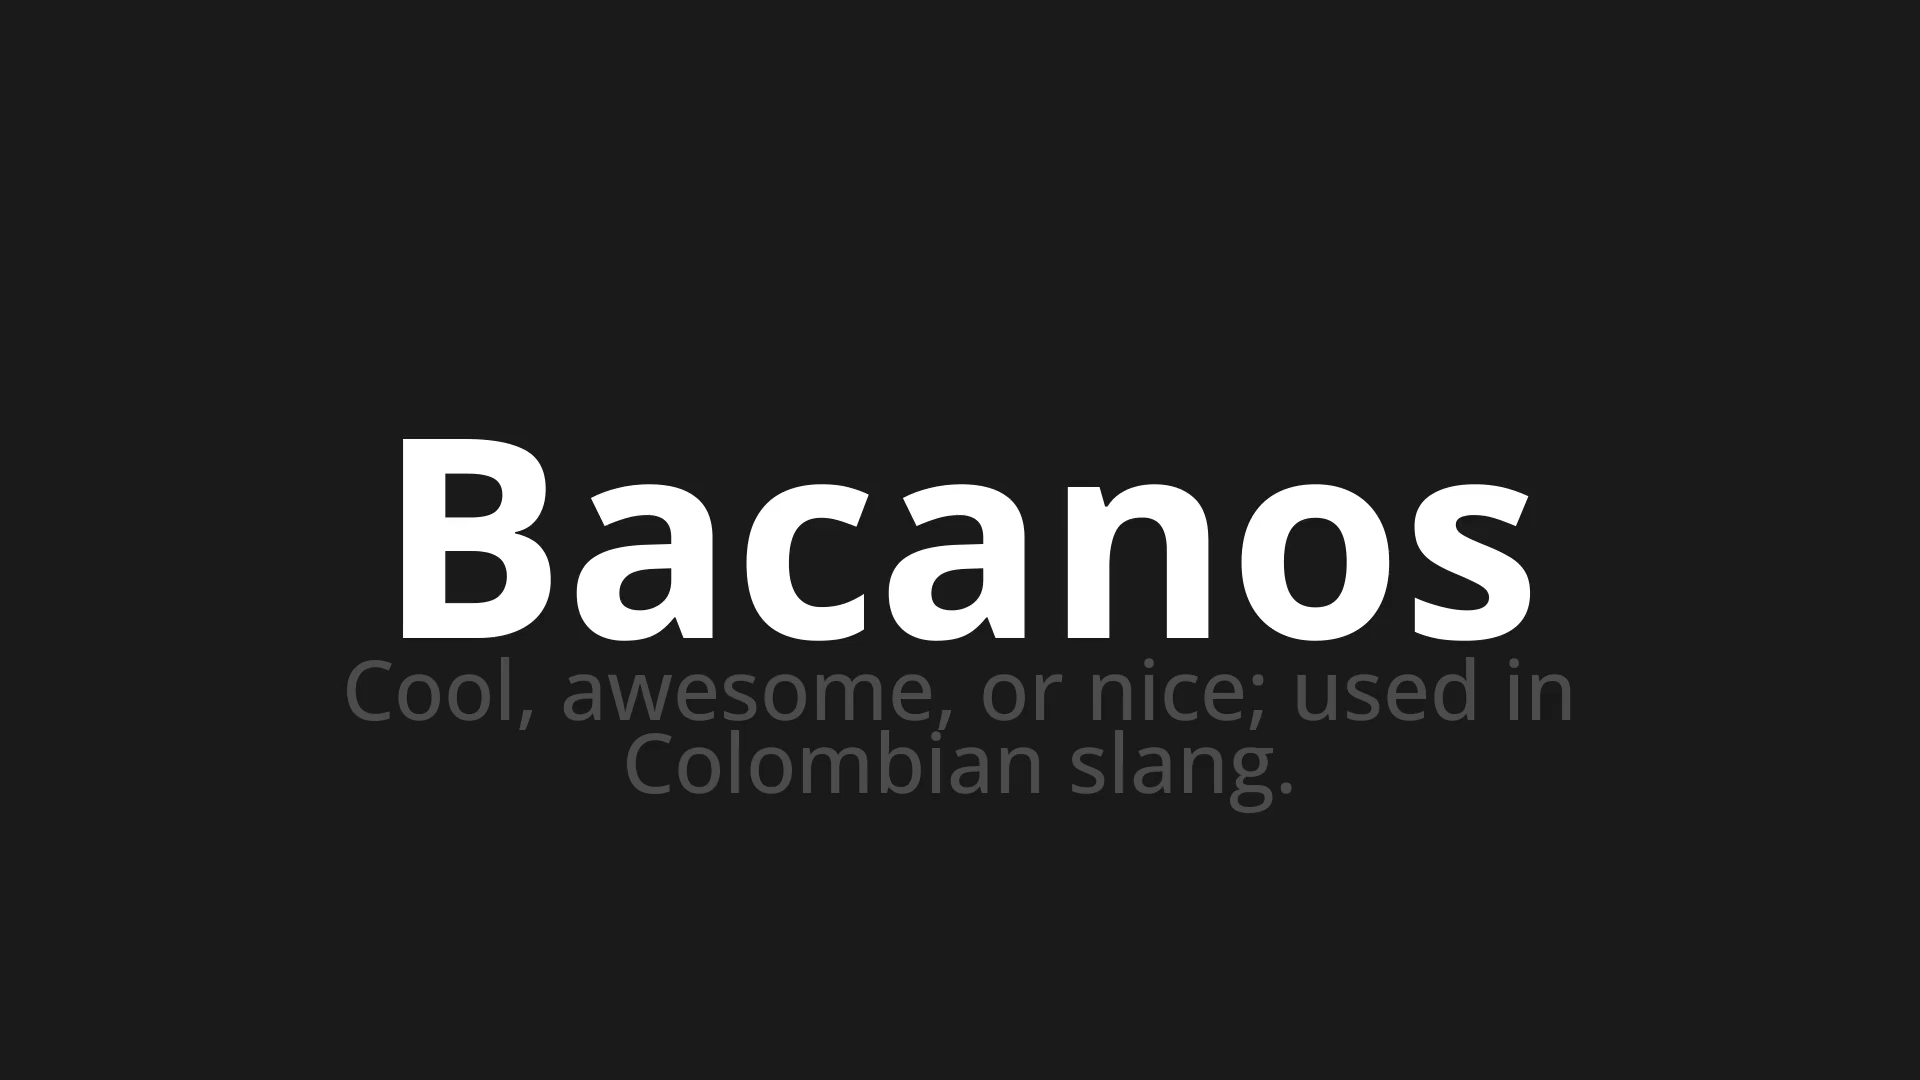 Bacanos
Cool, awesome, or nice; used in
Colombian slang.